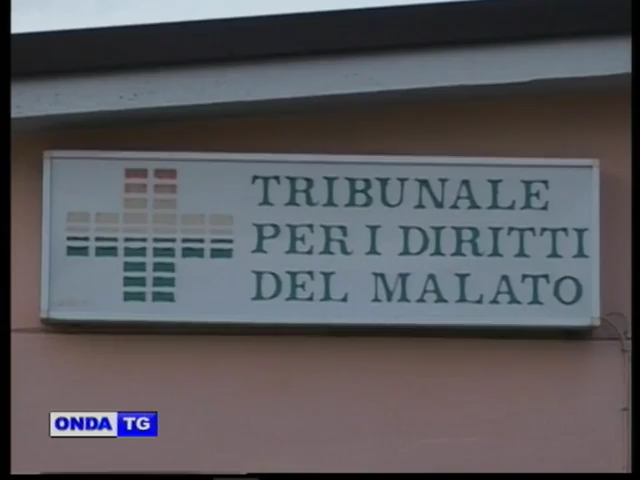 TRIBUNALE
PER I DIRITTI
DEL MALATO
ONDA TG